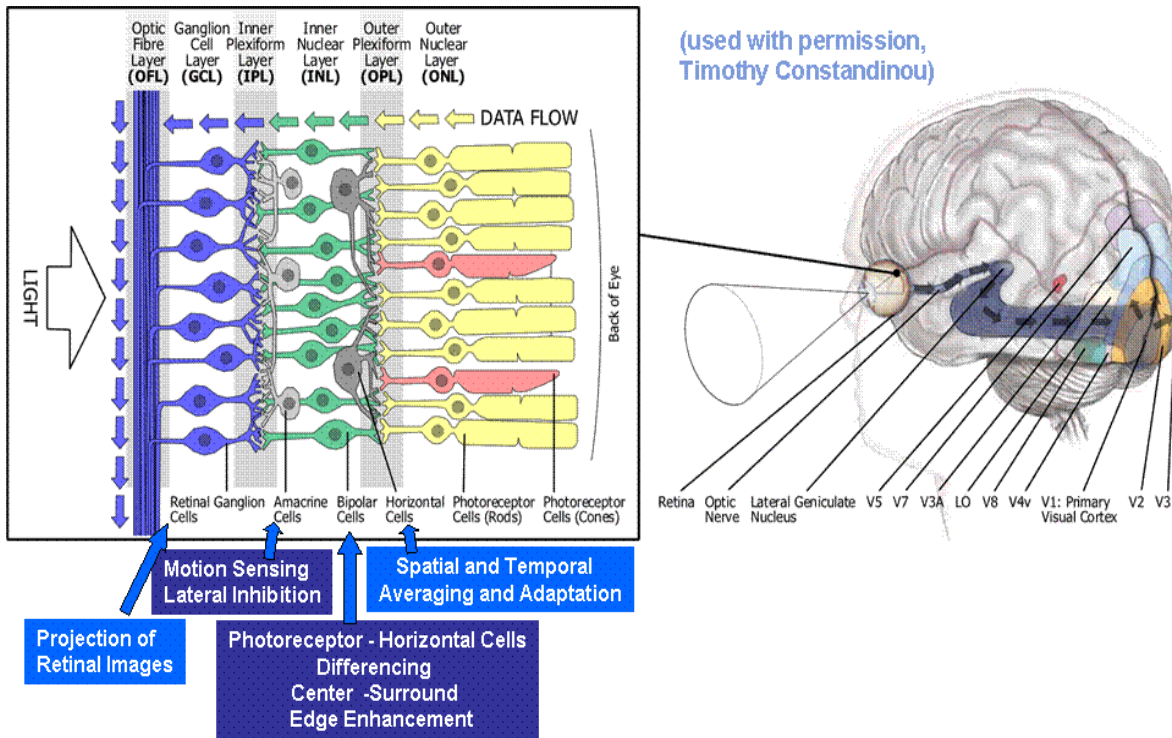 Optic
Fibre
Layer
(OFL)
Ganglion
Cell
Layer
(GCL)
Inner
Plexiform
Layer
(IPL)
Inner
Nuclear
Layer
(INL)
Outer
Plexiform
Layer
(OPL)
Outer
Nuclear
Layer
(ONL)
DATA FLOW
LIGHT
Back of Eye
Retinal Ganglion
Cells
Amacrine
Cells
Bipolar
Cells
Horizontal
Cells
Photoreceptor
Cells (Rods)
Photoreceptor
Cells (Cones)
Motion Sensing
Lateral Inhibition
Spatial and Temporal
Averaging and Adaptation
Projection of
Retinal Images
Photoreceptor - Horizontal Cells
Differencing
Center -Surround
Edge Enhancement
(used with permission,
Timothy Constandinou)
Retina
Optic
Nerve
Lateral Geniculate
Nucleus
V5
V7
V3A
LO
V8
V4v
V1: Primary
Visual Cortex
V2
V3